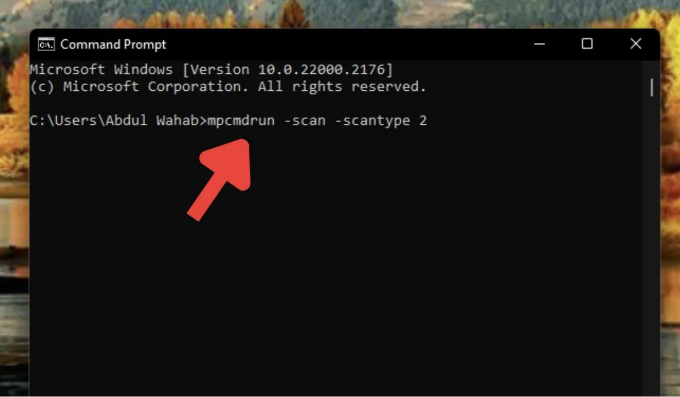 Command Prompt
Microsoft Windows [Version 10.0.22000.2176]
(c) Microsoft Corporation. All rights reserved.
C:\Users\Abdul Wahab>mpcmdrun -scan -scantype 2